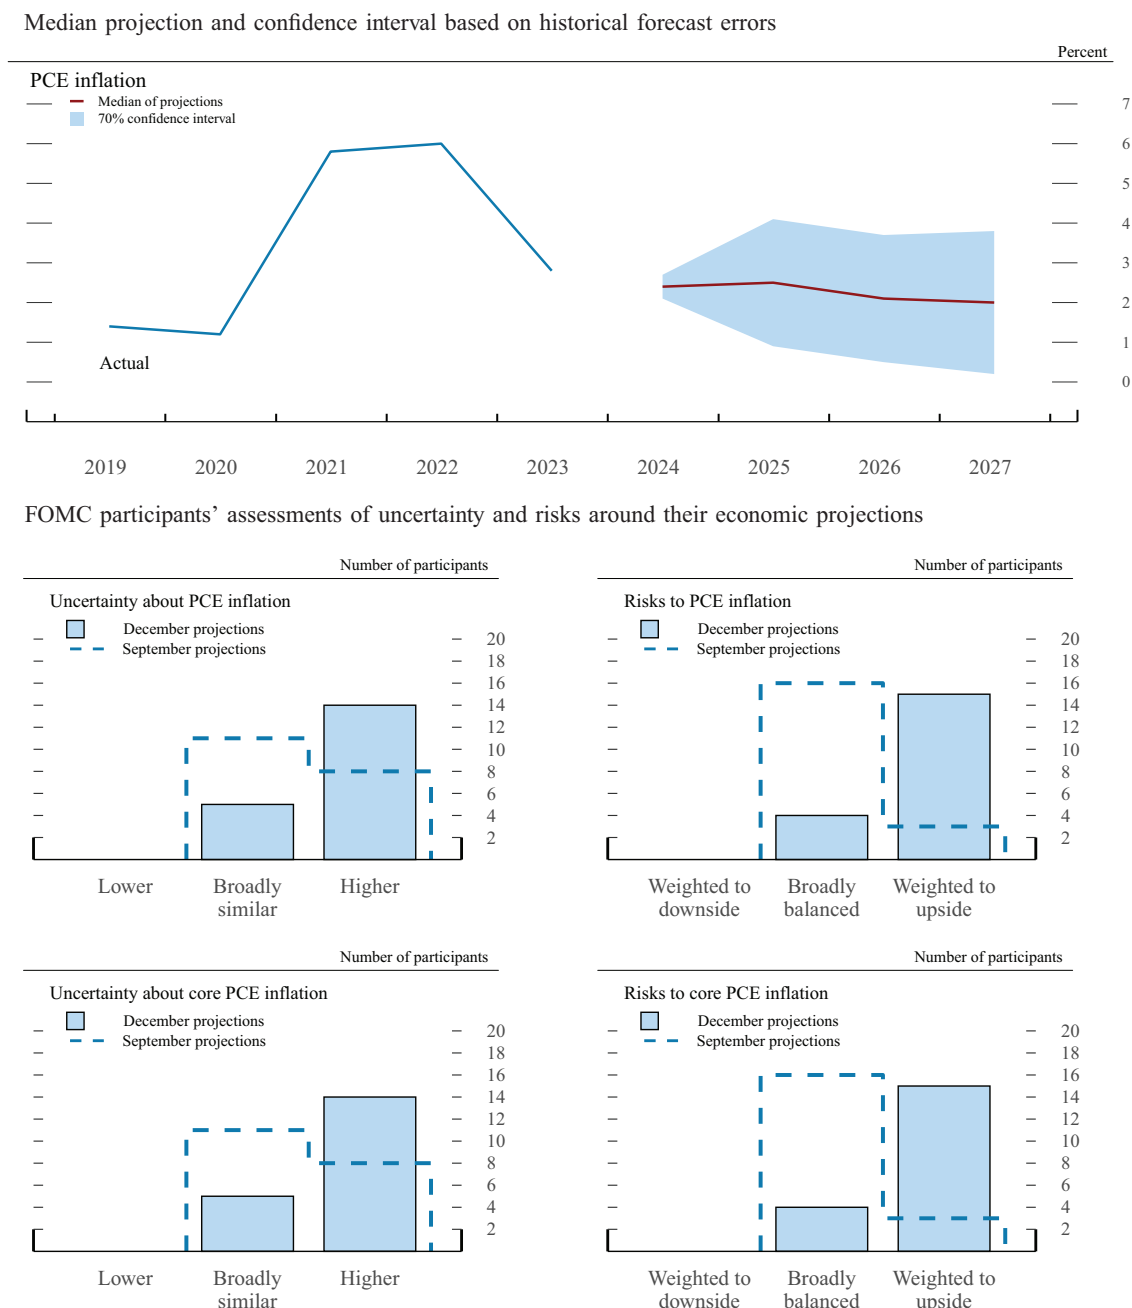 Median projection and confidence interval based on historical forecast errors
Percent
PCE inflation
Median of projections
70% confidence interval
7
6
5
4
3
2
1
0
Actual
2019 2020 2021 2022 2023 2024 2025 2026 2027
FOMC participants’ assessments of uncertainty and risks around their economic projections
Number of participants
Uncertainty about PCE inflation
December projections
September projections
20
18
16
14
12
10
8
6
4
2
Lower Broadly Higher
similar
Number of participants
Risks to PCE inflation
December projections
September projections
20
18
16
14
12
10
8
6
4
2
Weighted to Broadly Weighted to
downside balanced upside
Number of participants
Uncertainty about core PCE inflation
December projections
September projections
20
18
16
14
12
10
8
6
4
2
Lower Broadly Higher
similar
Number of participants
Risks to core PCE inflation
December projections
September projections
20
18
16
14
12
10
8
6
4
2
Weighted to Broadly Weighted to
downside balanced upside